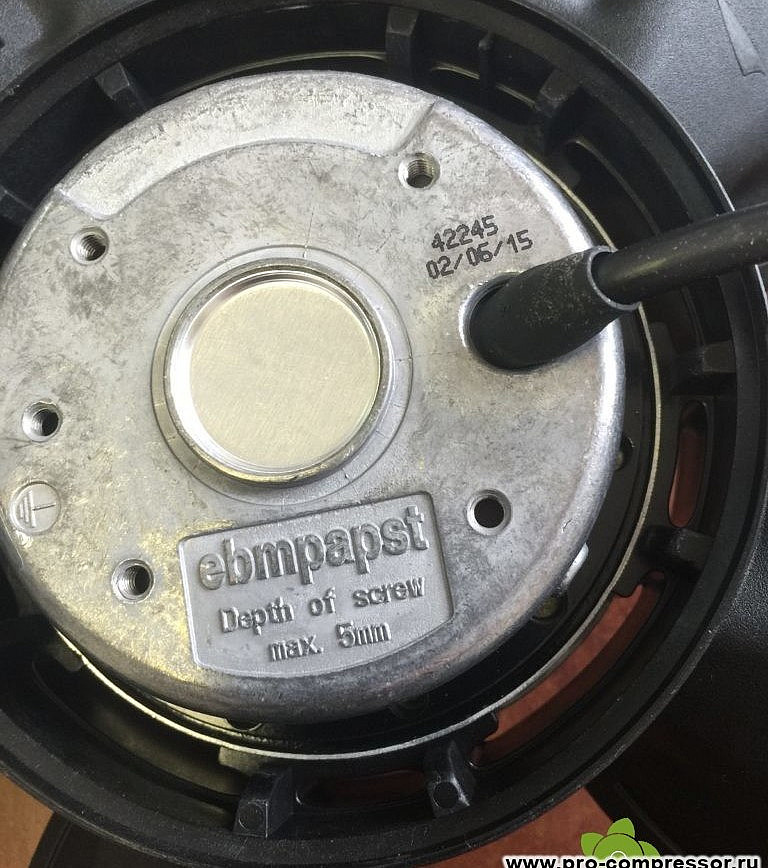 42245
02/06/15
ebmpapst
Depth of screw
max. 5mm
www.pro-compressor.ru